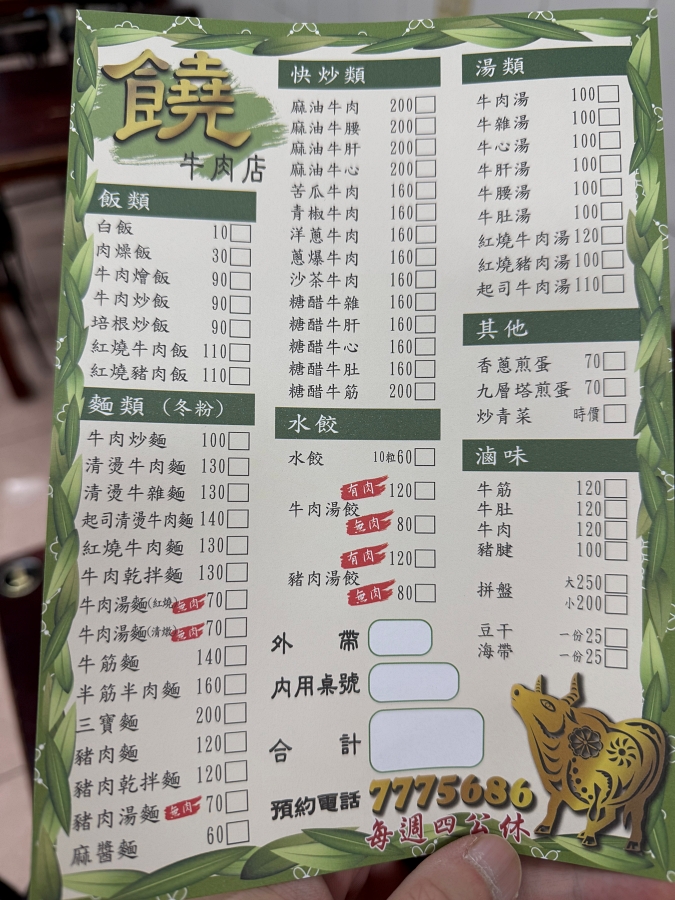 饒
牛肉店
飯類
白飯 10
肉燥飯 30
牛肉燴飯 90
牛肉炒飯 90
培根炒飯 90
紅燒牛肉飯 110
紅燒豬肉飯 110
麵類（冬粉）
牛肉炒麵 100
清燙牛肉麵 130
清燙牛雜麵 130
起司清燙牛肉麵 140
紅燒牛肉麵 130
牛肉乾拌麵 130
牛肉湯麵(紅燒) 無肉 70
牛肉湯麵(清燉) 無肉 70
牛筋麵 140
半筋半肉麵 160
三寶麵 200
豬肉麵 120
豬肉乾拌麵 120
豬肉湯麵 無肉 70
麻醬麵 60
快炒類
麻油牛肉 200
麻油牛腰 200
麻油牛肝 200
麻油牛心 200
苦瓜牛肉 160
青椒牛肉 160
洋蔥牛肉 160
蔥爆牛肉 160
沙茶牛肉 160
糖醋牛雜 160
糖醋牛肝 160
糖醋牛心 160
糖醋牛肚 160
糖醋牛筋 200
水餃
水餃 10粒60
牛肉湯餃
有肉 120
無肉 80
豬肉湯餃
有肉 120
無肉 80
外帶
內用桌號
合計
預約電話 7775686
每週四公休
湯類
牛肉湯 100
牛雜湯 100
牛心湯 100
牛肝湯 100
牛腰湯 100
牛肚湯 100
紅燒牛肉湯 120
紅燒豬肉湯 100
起司牛肉湯 110
其他
香蔥煎蛋 70
九層塔煎蛋 70
炒青菜 時價
滷味
牛筋 120
牛肚 120
牛肉 120
豬腱 100
拼盤
大250
小200
豆干 一份25
海帶 一份25